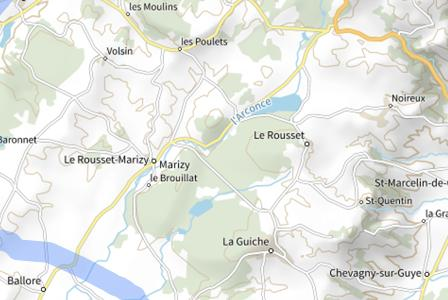 les Moulins
les Poulets
Volsin
Noireux
l'Arconce
Le Rousset
Baronnet
Le Rousset-Marizy
Marizy
le Brouillat
St-Marcelin-de-
St-Quentin
la Gra
La Guiche
Chevagny-sur-Guye
Ballore